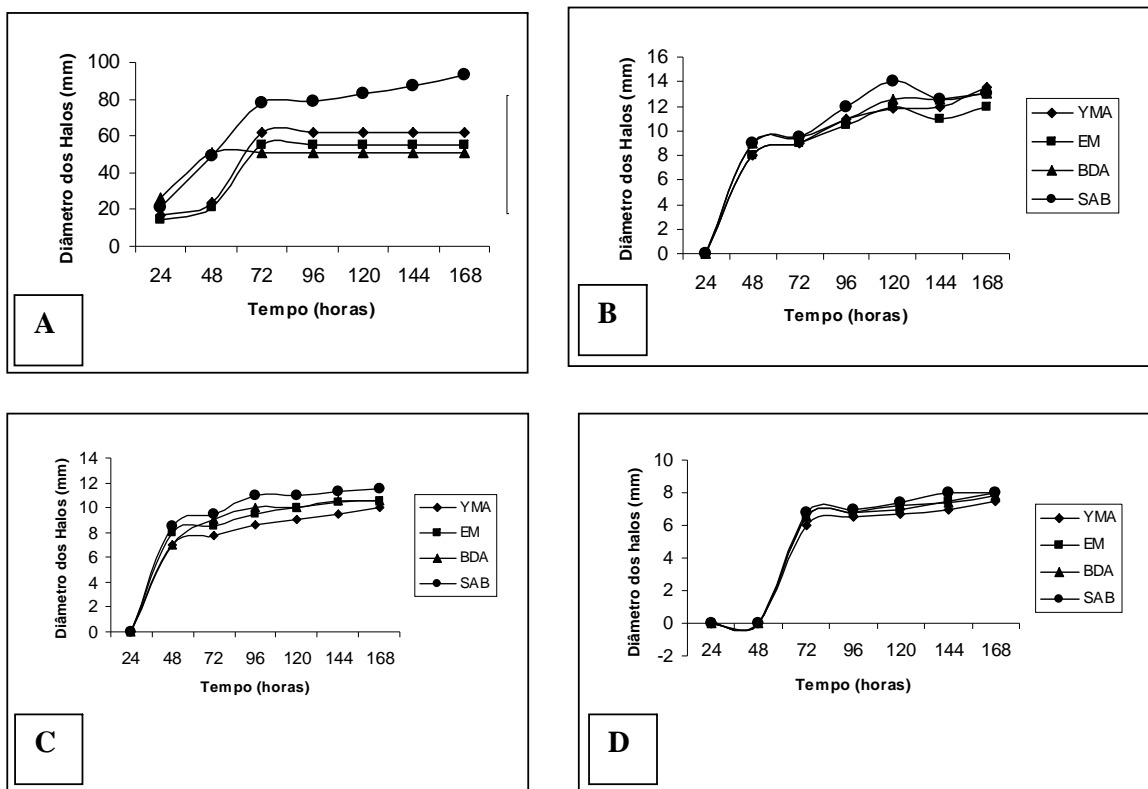 Diâmetro dos Halos (mm)
100
80
60
40
20
0
24 48 72 96 120 144 168
Tempo (horas)
A
Diâmetro dos Halos (mm)
16
14
12
10
8
6
4
2
0
24 48 72 96 120 144 168
Tempo (horas)
YMA
EM
BDA
SAB
B
Diâmetro dos Halos (mm)
14
12
10
8
6
4
2
0
24 48 72 96 120 144 168
Tempo (horas)
YMA
EM
BDA
SAB
C
Diâmetro dos halos (mm)
10
8
6
4
2
0
-2
24 48 72 96 120 144 168
Tempo (horas)
YMA
EM
BDA
SAB
D